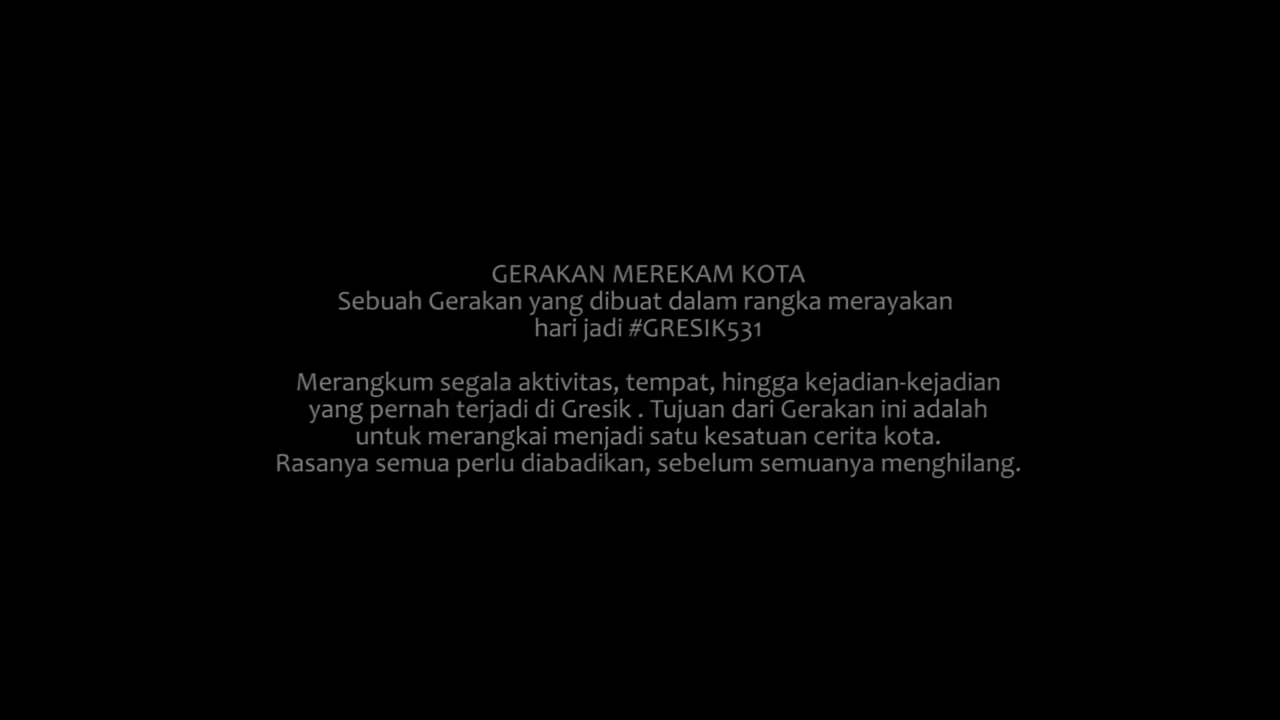 GERAKAN MEREKAM KOTA
Sebuah Gerakan yang dibuat dalam rangka merayakan
hari jadi #GRESIK531
Merangkum segala aktivitas, tempat, hingga kejadian-kejadian
yang pernah terjadi di Gresik . Tujuan dari Gerakan ini adalah
untuk merangkai menjadi satu kesatuan cerita kota.
Rasanya semua perlu diabadikan, sebelum semuanya menghilang.